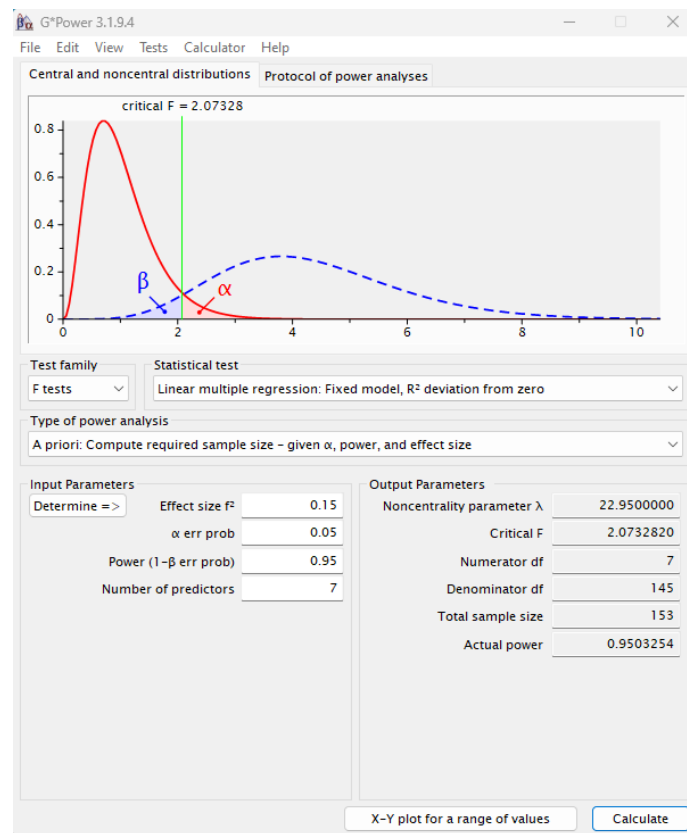 G*Power 3.1.9.4
File Edit View Tests Calculator Help
Central and noncentral distributions Protocol of power analyses
critical F = 2.07328
0.8
0.6
0.4
0.2
0
β
α
0 2 4 6 8 10
Test family Statistical test
F tests Linear multiple regression: Fixed model, R² deviation from zero
Type of power analysis
A priori: Compute required sample size – given α, power, and effect size
Input Parameters Output Parameters
Determine => Effect size f² 0.15 Noncentrality parameter λ 22.9500000
α err prob 0.05 Critical F 2.0732820
Power (1-β err prob) 0.95 Numerator df 7
Number of predictors 7 Denominator df 145
Total sample size 153
Actual power 0.9503254
X-Y plot for a range of values Calculate